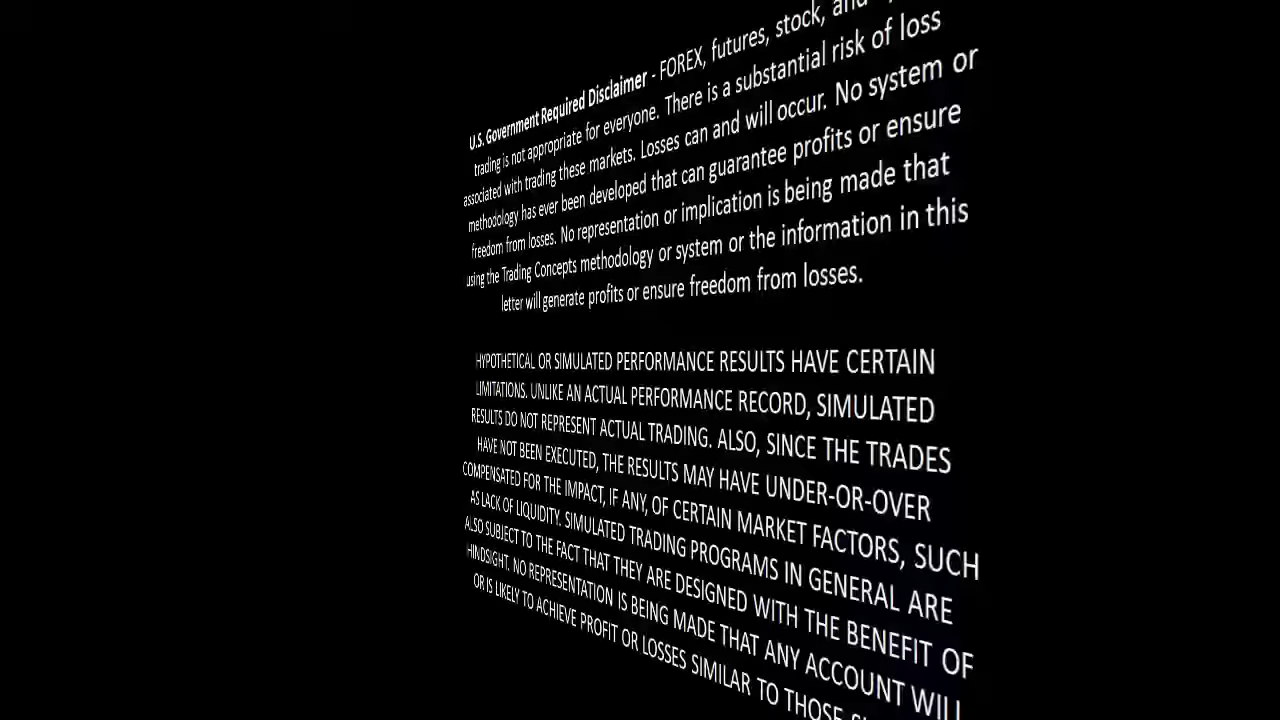 U.S. Government Required Disclaimer - FOREX, futures, stock, and
trading is not appropriate for everyone. There is a substantial risk of loss
associated with trading these markets. Losses can and will occur. No system or
methodology has ever been developed that can guarantee profits or ensure
freedom from losses. No representation or implication is being made that
using the Trading Concepts methodology or system or the information in this
letter will generate profits or ensure freedom from losses.
HYPOTHETICAL OR SIMULATED PERFORMANCE RESULTS HAVE CERTAIN
LIMITATIONS. UNLIKE AN ACTUAL PERFORMANCE RECORD, SIMULATED
RESULTS DO NOT REPRESENT ACTUAL TRADING. ALSO, SINCE THE TRADES
HAVE NOT BEEN EXECUTED, THE RESULTS MAY HAVE UNDER-OR-OVER
COMPENSATED FOR THE IMPACT, IF ANY, OF CERTAIN MARKET FACTORS, SUCH
AS LACK OF LIQUIDITY. SIMULATED TRADING PROGRAMS IN GENERAL ARE
ALSO SUBJECT TO THE FACT THAT THEY ARE DESIGNED WITH THE BENEFIT OF
HINDSIGHT. NO REPRESENTATION IS BEING MADE THAT ANY ACCOUNT WILL
OR IS LIKELY TO ACHIEVE PROFIT OR LOSSES SIMILAR TO THOSE